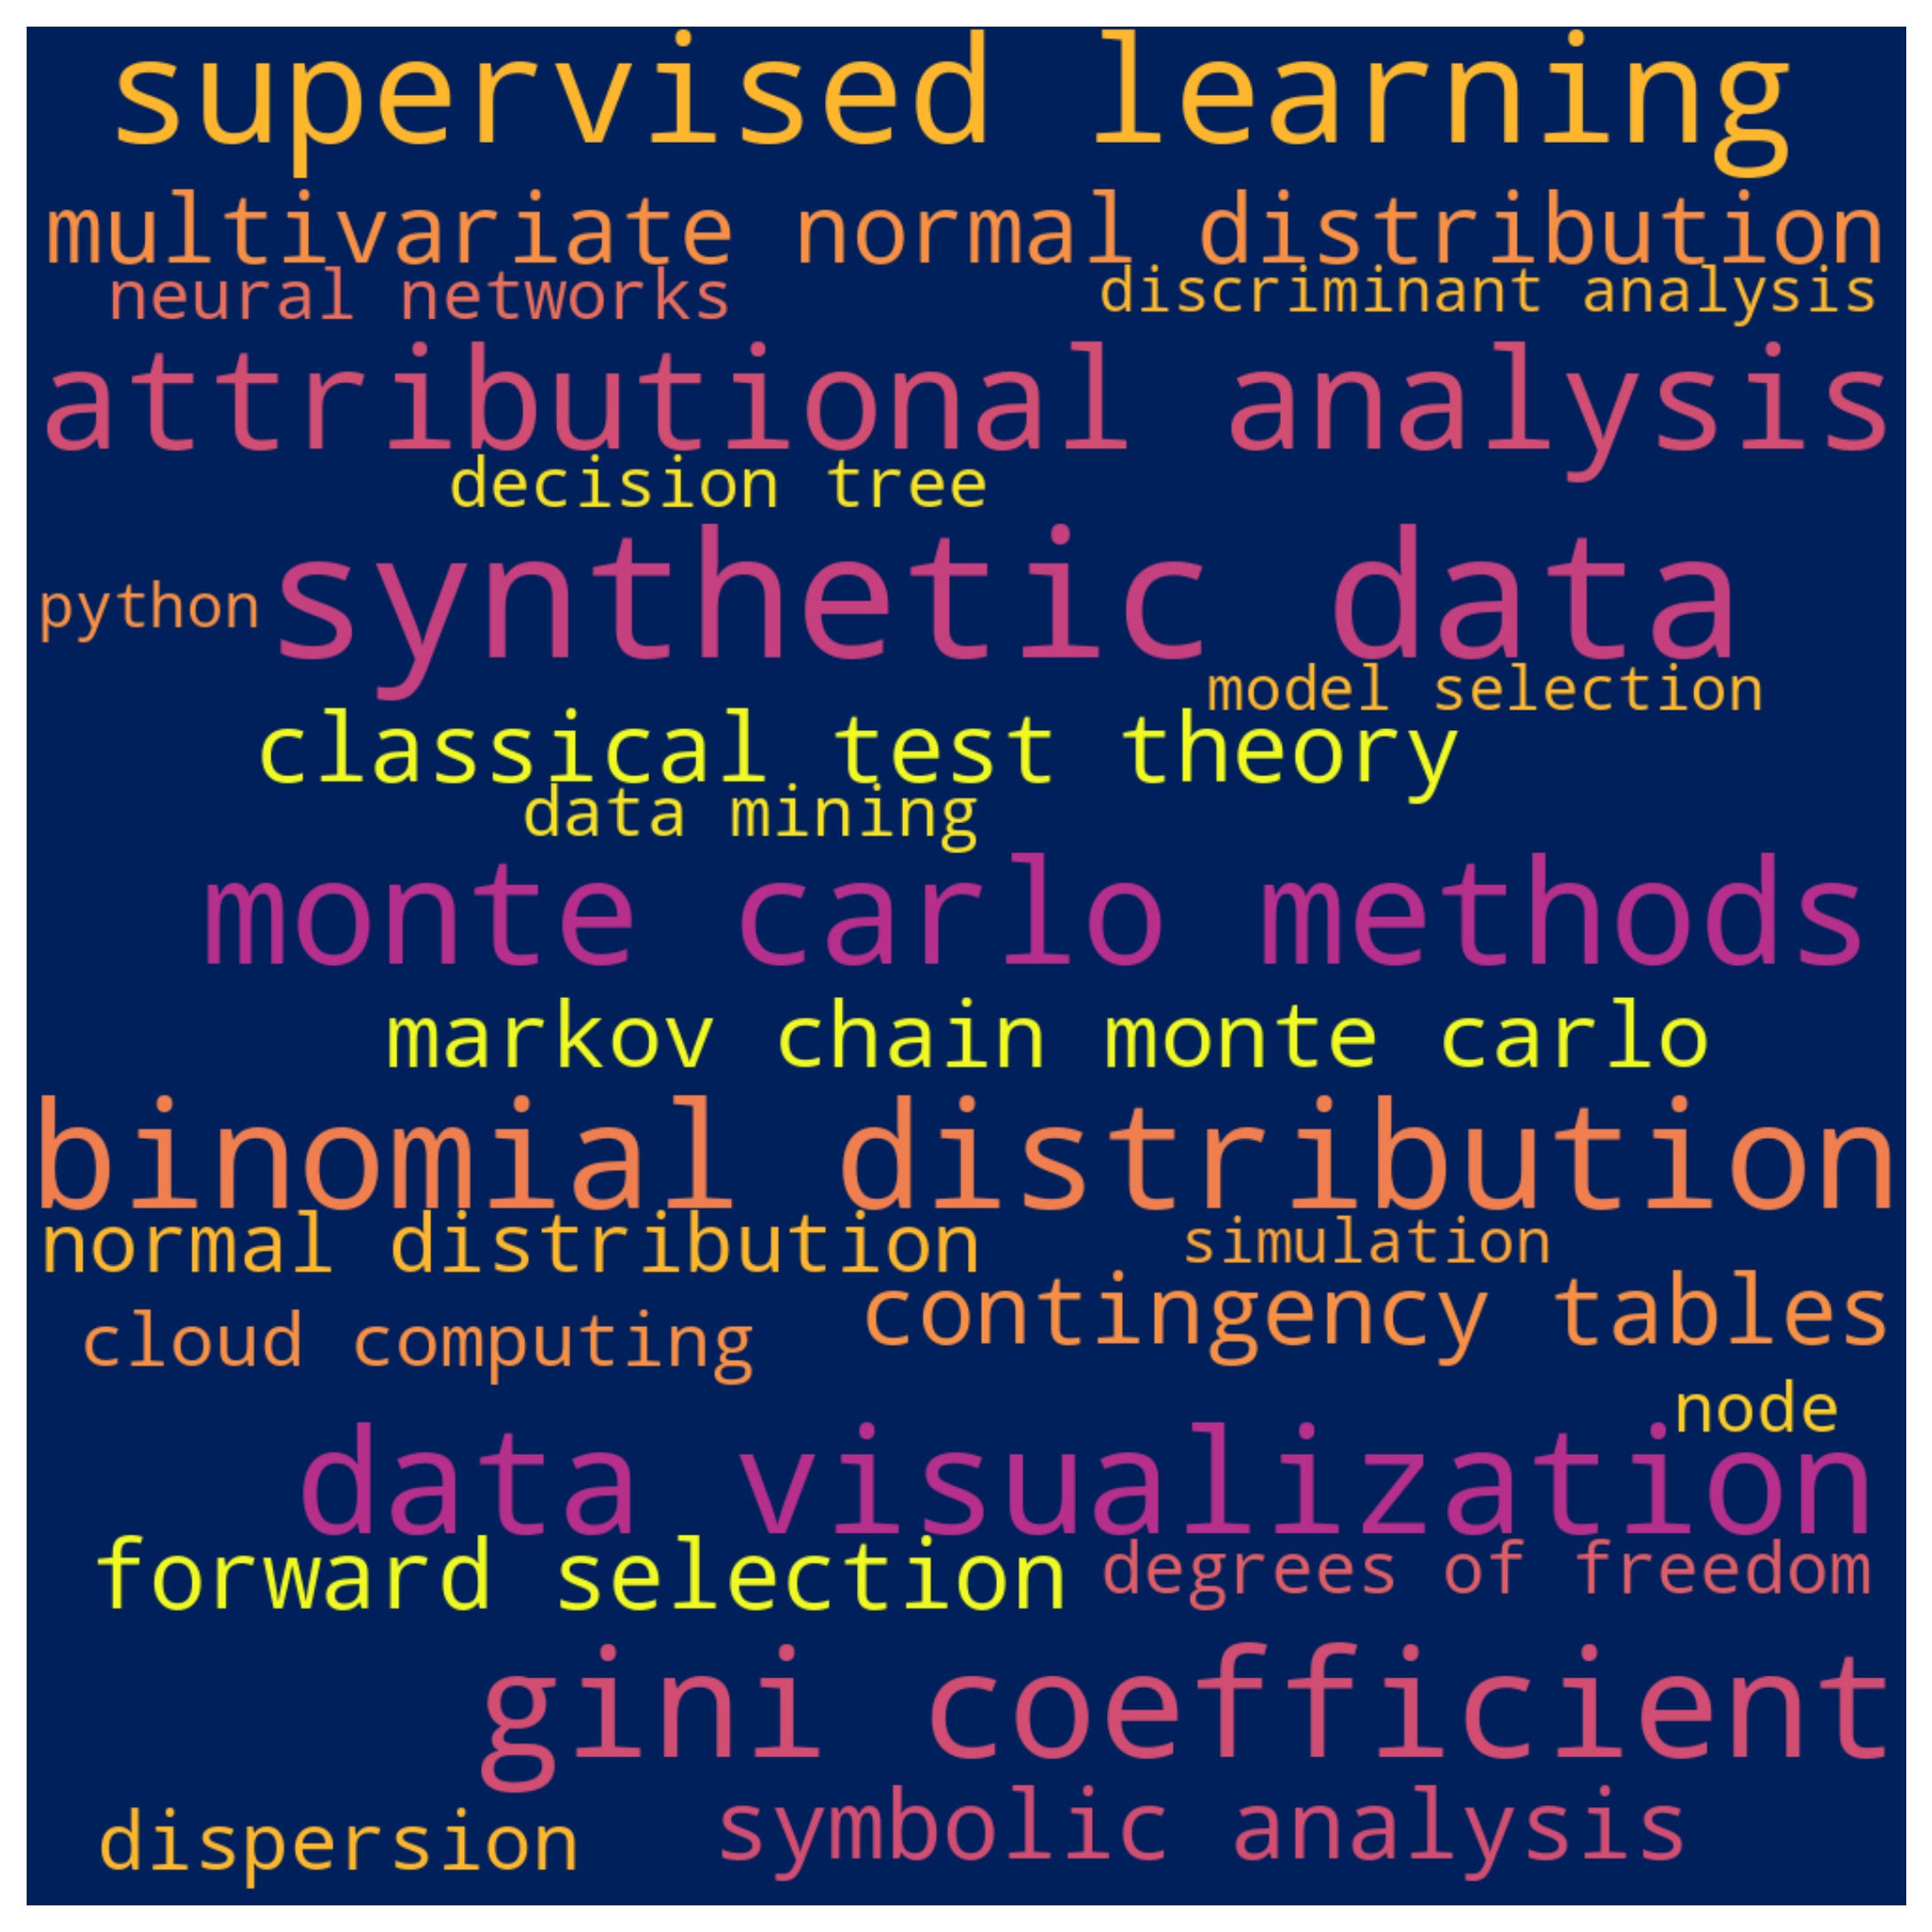 supervised learning
multivariate normal distribution
neural networks
discriminant analysis
attributional analysis
decision tree
synthetic data
python
model selection
classical test theory
data mining
monte carlo methods
markov chain monte carlo
binomial distribution
normal distribution
simulation
contingency tables
cloud computing
node
data visualization
forward selection
degrees of freedom
gini coefficient
symbolic analysis
dispersion